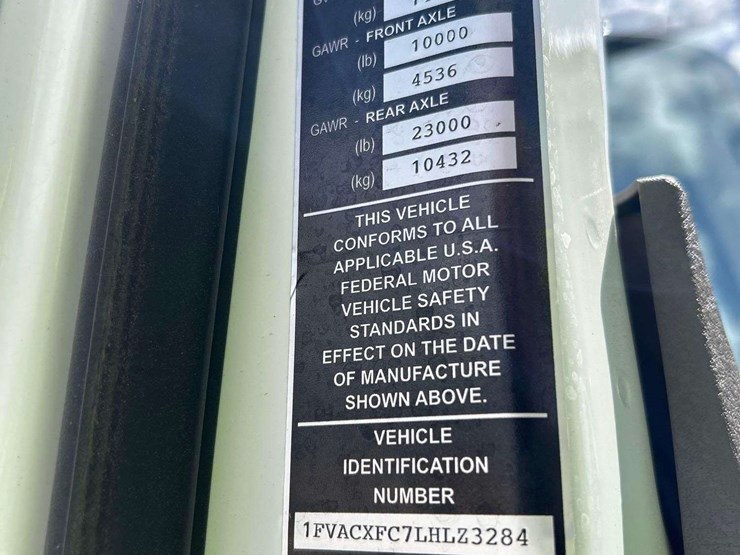 (kg)
GAWR - FRONT AXLE
(lb) 10000
(kg) 4536
GAWR - REAR AXLE
(lb) 23000
(kg) 10432
THIS VEHICLE
CONFORMS TO ALL
APPLICABLE U.S.A.
FEDERAL MOTOR
VEHICLE SAFETY
STANDARDS IN
EFFECT ON THE DATE
OF MANUFACTURE
SHOWN ABOVE.
VEHICLE
IDENTIFICATION
NUMBER
1FVACXFC7LHLZ3284